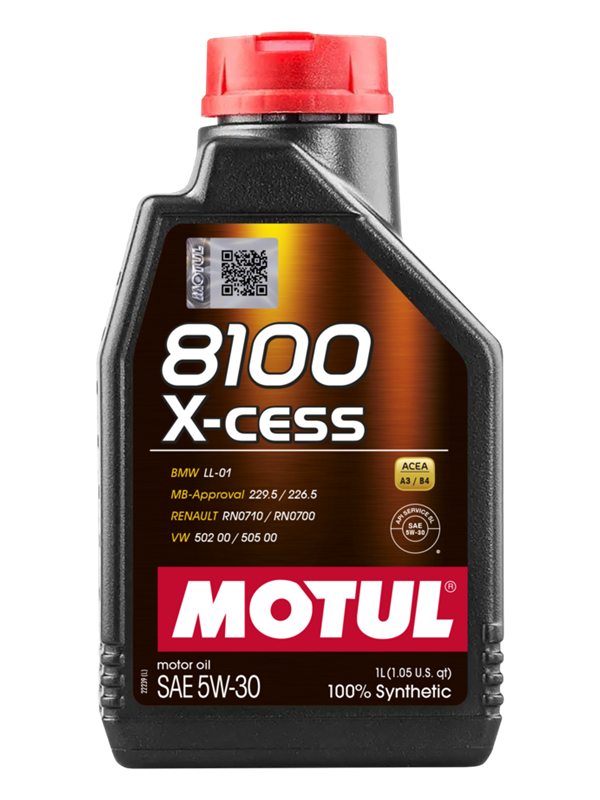 MOTUL
8100
X-CESS
BMW LL-01
MB-Approval 229.5 / 226.5
RENAULT RN0710 / RN0700
VW 502 00 / 505 00
ACEA
A3 / B4
API SERVICE SL
SAE
5W-30
MOTUL®
motor oil
SAE 5W-30
1L (1.05 U.S. qt)
100% Synthetic
22239 (L)